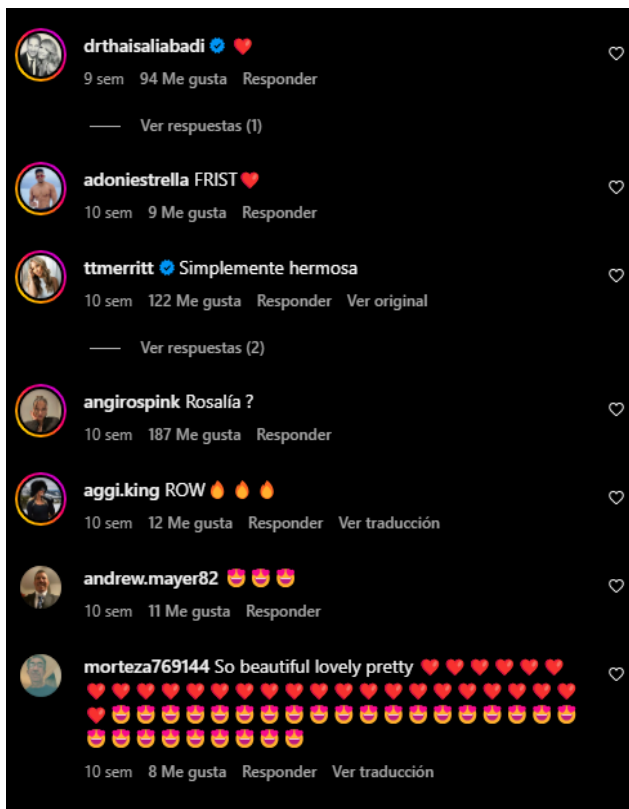 drthaisaliabadi ❤️
9 sem 94 Me gusta Responder
Ver respuestas (1)
adoniestrella FRIST❤️
10 sem 9 Me gusta Responder
ttmerritt Simplemente hermosa
10 sem 122 Me gusta Responder Ver original
Ver respuestas (2)
angirospink Rosalía ?
10 sem 187 Me gusta Responder
aggi.king ROW🔥🔥🔥
10 sem 12 Me gusta Responder Ver traducción
andrew.mayer82 🤩🤩🤩
10 sem 11 Me gusta Responder
morteza769144 So beautiful lovely pretty ❤️❤️❤️❤️❤️❤️
❤️❤️❤️❤️❤️❤️❤️❤️❤️❤️❤️❤️❤️❤️❤️❤️❤️❤️❤️❤️
❤️🤩🤩🤩🤩🤩🤩🤩🤩🤩🤩🤩🤩🤩🤩🤩🤩🤩🤩🤩
🤩🤩🤩🤩🤩🤩🤩🤩🤩
10 sem 8 Me gusta Responder Ver traducción